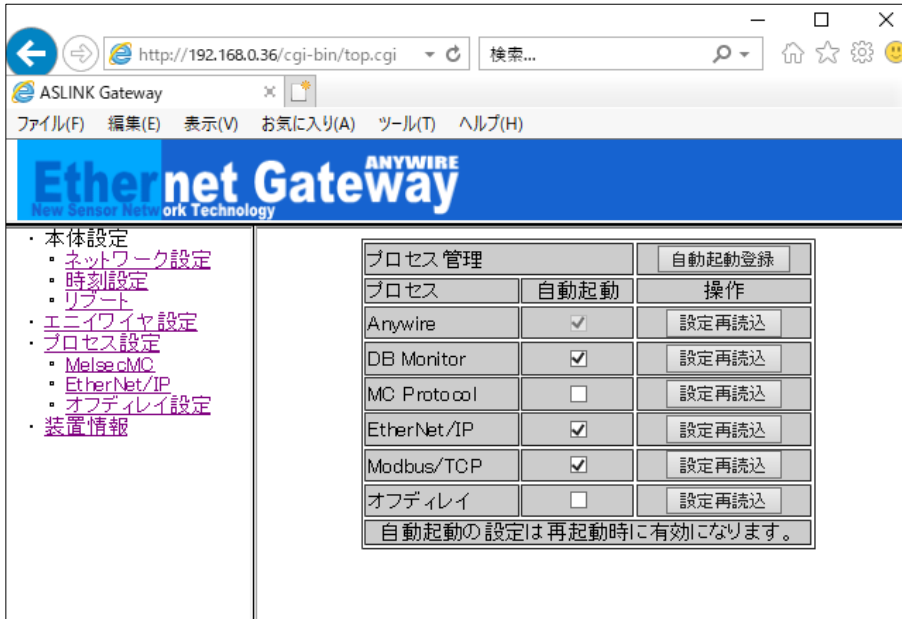 http://192.168.0.36/cgi-bin/top.cgi
検索...
ASLINK Gateway
ファイル(F) 編集(E) 表示(V) お気に入り(A) ツール(T) ヘルプ(H)
Ethernet Gateway ANYWIRE
New Sensor Network Technology
・本体設定
▪ ネットワーク設定
▪ 時刻設定
▪ リブート
・エニイワイヤ設定
・プロセス設定
▪ MelsecMC
▪ EtherNet/IP
▪ オフディレイ設定
・装置情報
プロセス管理 自動起動登録
プロセス 自動起動 操作
Anywire 設定再読込
DB Monitor 設定再読込
MC Protocol 設定再読込
EtherNet/IP 設定再読込
Modbus/TCP 設定再読込
オフディレイ 設定再読込
自動起動の設定は再起動時に有効になります。